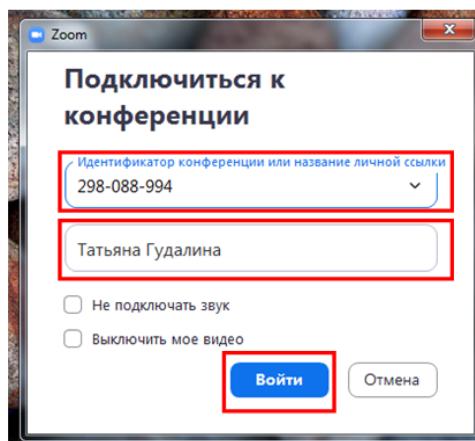 Zoom
Подключиться к
конференции
Идентификатор конференции или название личной ссылки
298-088-994
Татьяна Гудалина
Не подключать звук
Выключить мое видео
Войти
Отмена